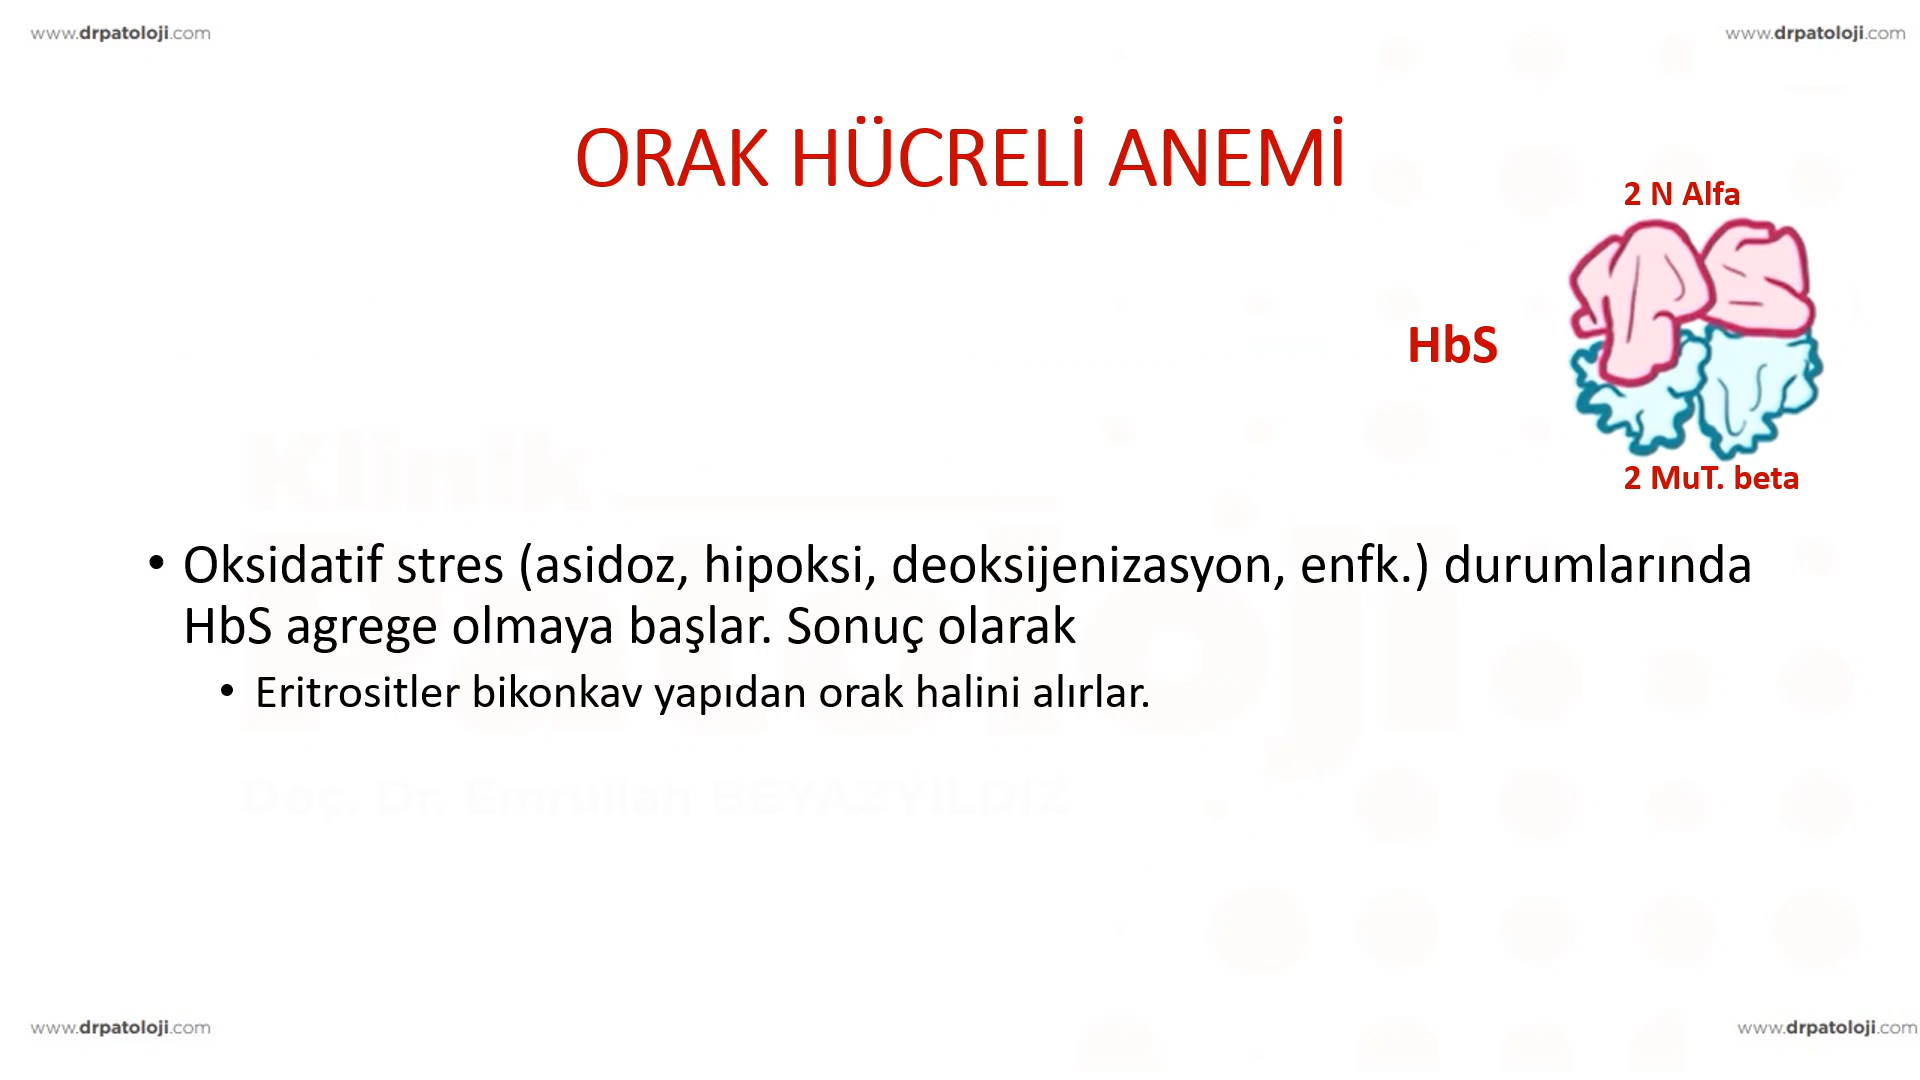 www.drpatoloji.com
www.drpatoloji.com
ORAK HÜCRELİ ANEMİ
2 N Alfa
HbS
2 MuT. beta
• Oksidatif stres (asidoz, hipoksi, deoksijenizasyon, enfk.) durumlarında
HbS agrege olmaya başlar. Sonuç olarak
• Eritrositler bikonkav yapıdan orak halini alırlar.
Klinik
Patoloji
Doç. Dr. Emrullah BEYAZYILDIZ
www.drpatoloji.com
www.drpatoloji.com